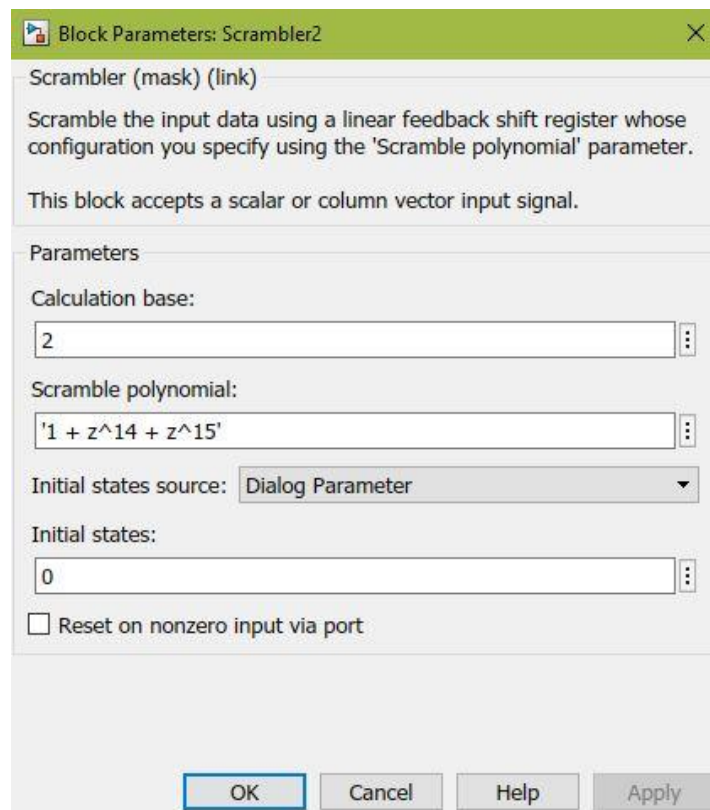 Block Parameters: Scrambler2
Scrambler (mask) (link)
Scramble the input data using a linear feedback shift register whose
configuration you specify using the 'Scramble polynomial' parameter.
This block accepts a scalar or column vector input signal.
Parameters
Calculation base:
2
Scramble polynomial:
'1 + z^14 + z^15'
Initial states source: Dialog Parameter
Initial states:
0
Reset on nonzero input via port
OK Cancel Help Apply